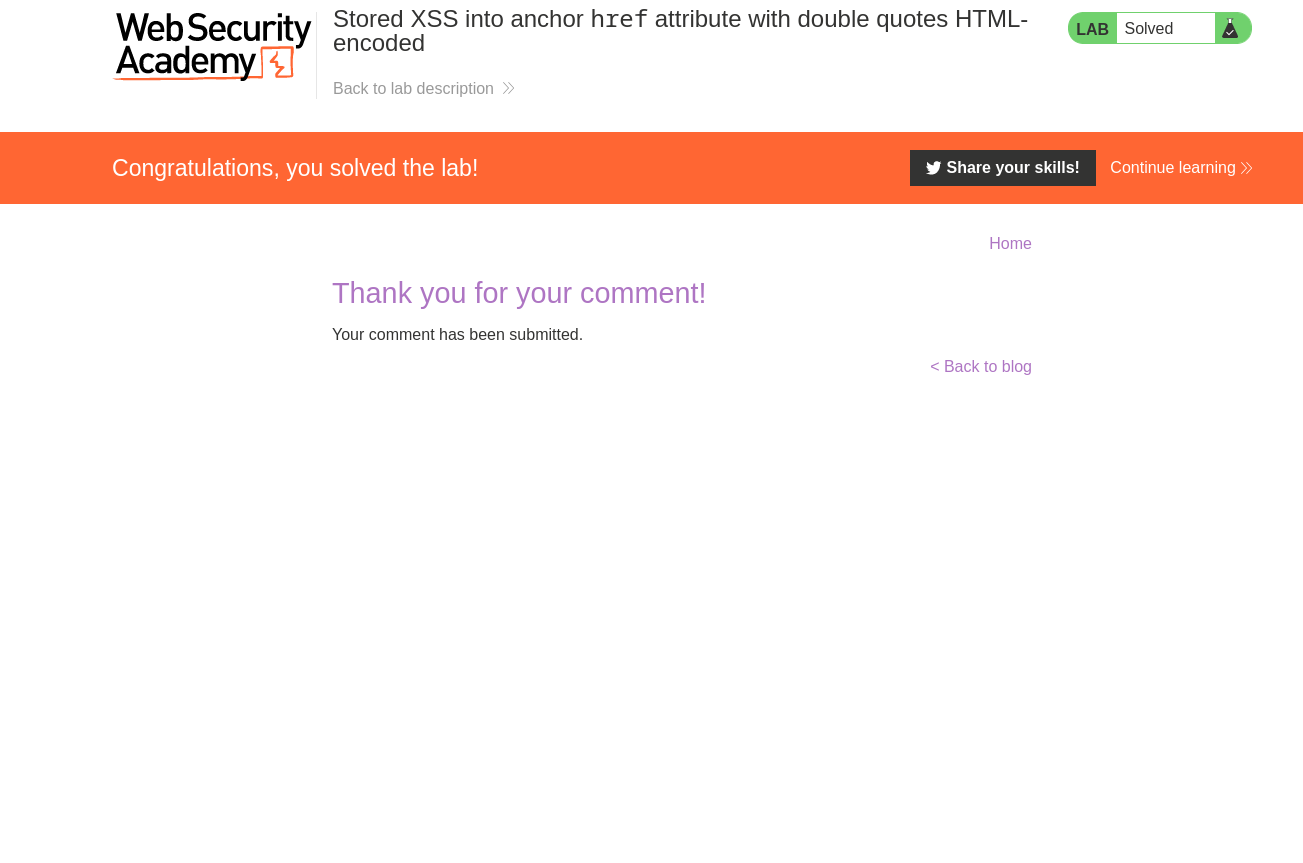 Web Security
Academy
Stored XSS into anchor href attribute with double quotes HTML-
encoded
Back to lab description
LAB Solved
Congratulations, you solved the lab!
Share your skills!
Continue learning
Home
Thank you for your comment!
Your comment has been submitted.
< Back to blog